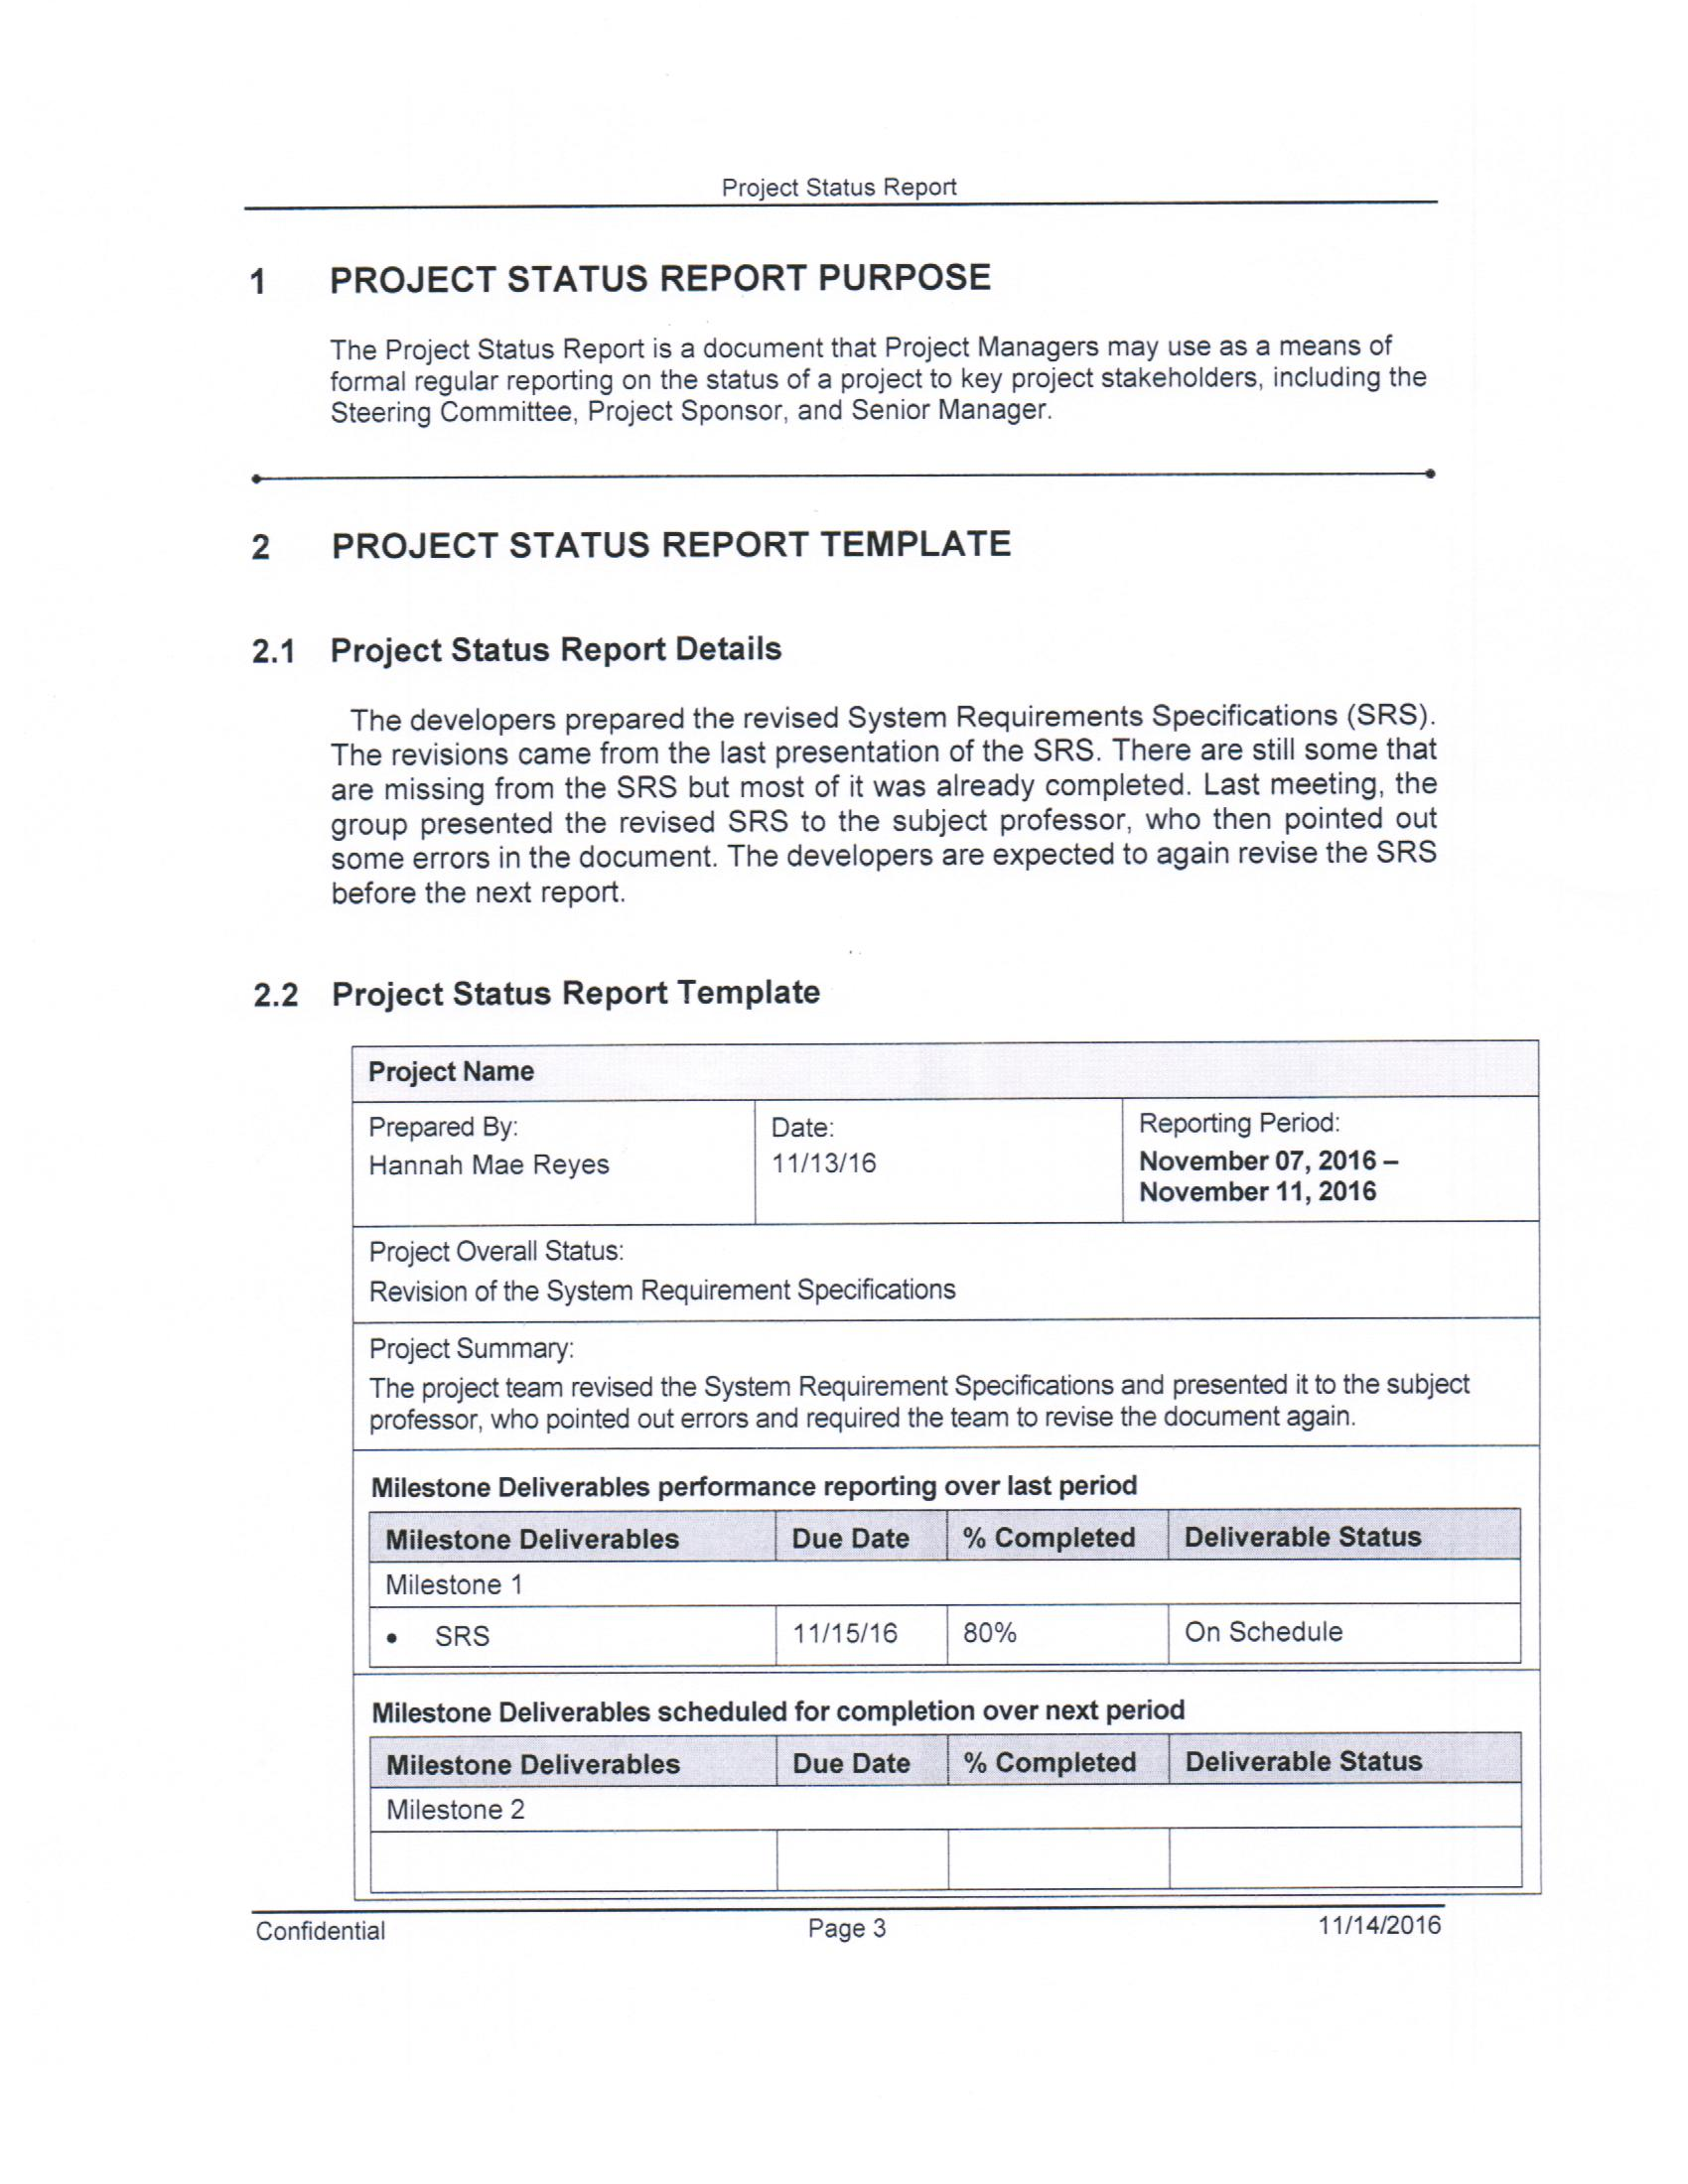 Project Status Report
1 PROJECT STATUS REPORT PURPOSE
The Project Status Report is a document that Project Managers may use as a means of
formal regular reporting on the status of a project to key project stakeholders, including the
Steering Committee, Project Sponsor, and Senior Manager.
2 PROJECT STATUS REPORT TEMPLATE
2.1 Project Status Report Details
The developers prepared the revised System Requirements Specifications (SRS).
The revisions came from the last presentation of the SRS. There are still some that
are missing from the SRS but most of it was already completed. Last meeting, the
group presented the revised SRS to the subject professor, who then pointed out
some errors in the document. The developers are expected to again revise the SRS
before the next report.
2.2 Project Status Report Template
Project Name
Prepared By:
Hannah Mae Reyes
Date:
11/13/16
Reporting Period:
November 07, 2016 –
November 11, 2016
Project Overall Status:
Revision of the System Requirement Specifications
Project Summary:
The project team revised the System Requirement Specifications and presented it to the subject
professor, who pointed out errors and required the team to revise the document again.
Milestone Deliverables performance reporting over last period
Milestone Deliverables Due Date % Completed Deliverable Status
Milestone 1
• SRS 11/15/16 80% On Schedule
Milestone Deliverables scheduled for completion over next period
Milestone Deliverables Due Date % Completed Deliverable Status
Milestone 2
Confidential Page 3 11/14/2016